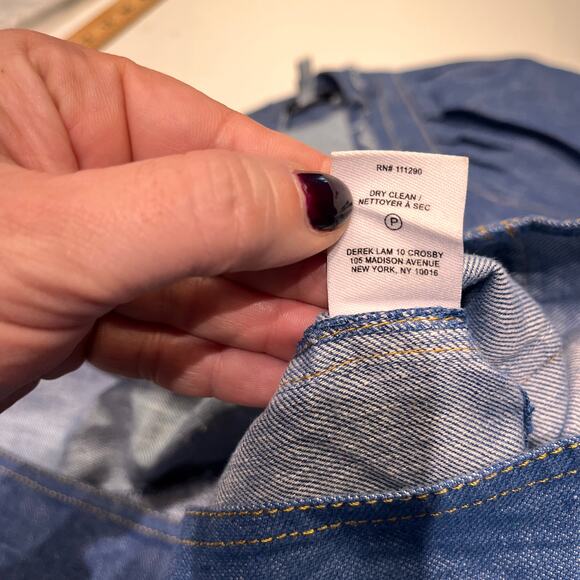 RN# 111290
DRY CLEAN /
NETTOYER À SEC
P
DEREK LAM 10 CROSBY
105 MADISON AVENUE
NEW YORK, NY 10016